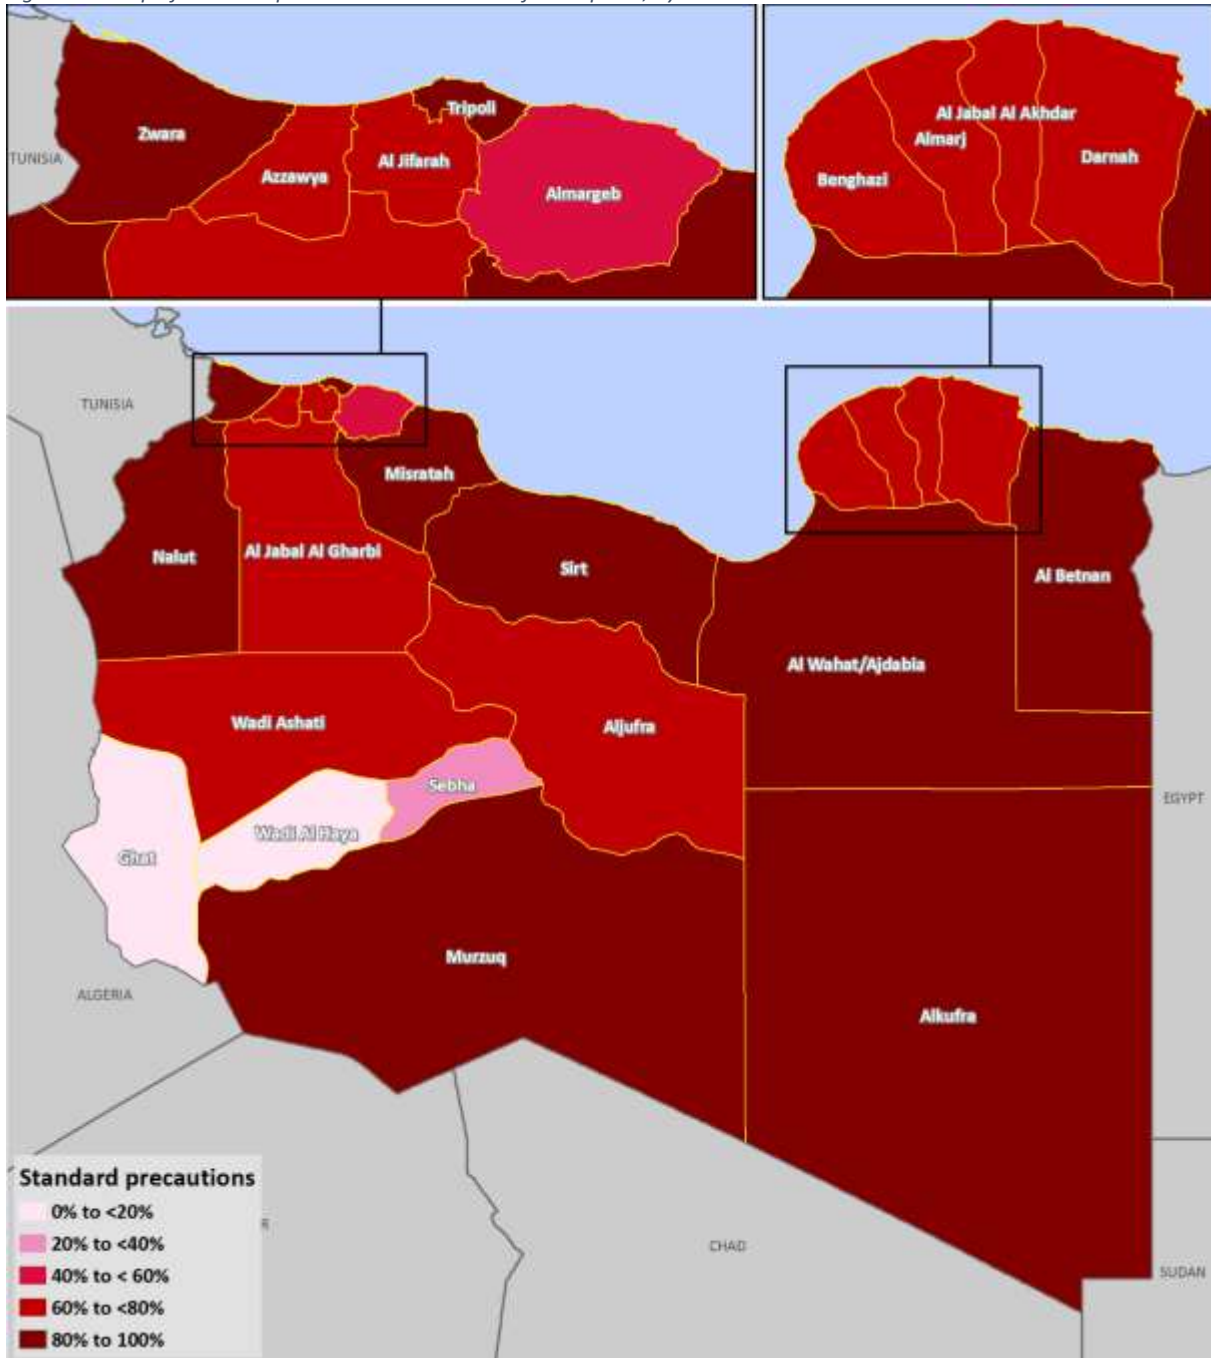 Zwara
Tripoli
TUNISIA
Azzawya
Al Jifarah
Almargeb
Al Jabal Al Akhdar
Almarj
Darnah
Benghazi
TUNISIA
Misratah
Nalut
Al Jabal Al Gharbi
Sirt
Al Betnan
Al Wahat/Ajdabia
Wadi Ashati
Aljufra
Sebha
EGYPT
Wadi Al Haya
Ghat
Murzuq
ALGERIA
Alkufra
CHAD
SUDAN
R
Standard precautions
0% to <20%
20% to <40%
40% to < 60%
60% to <80%
80% to 100%